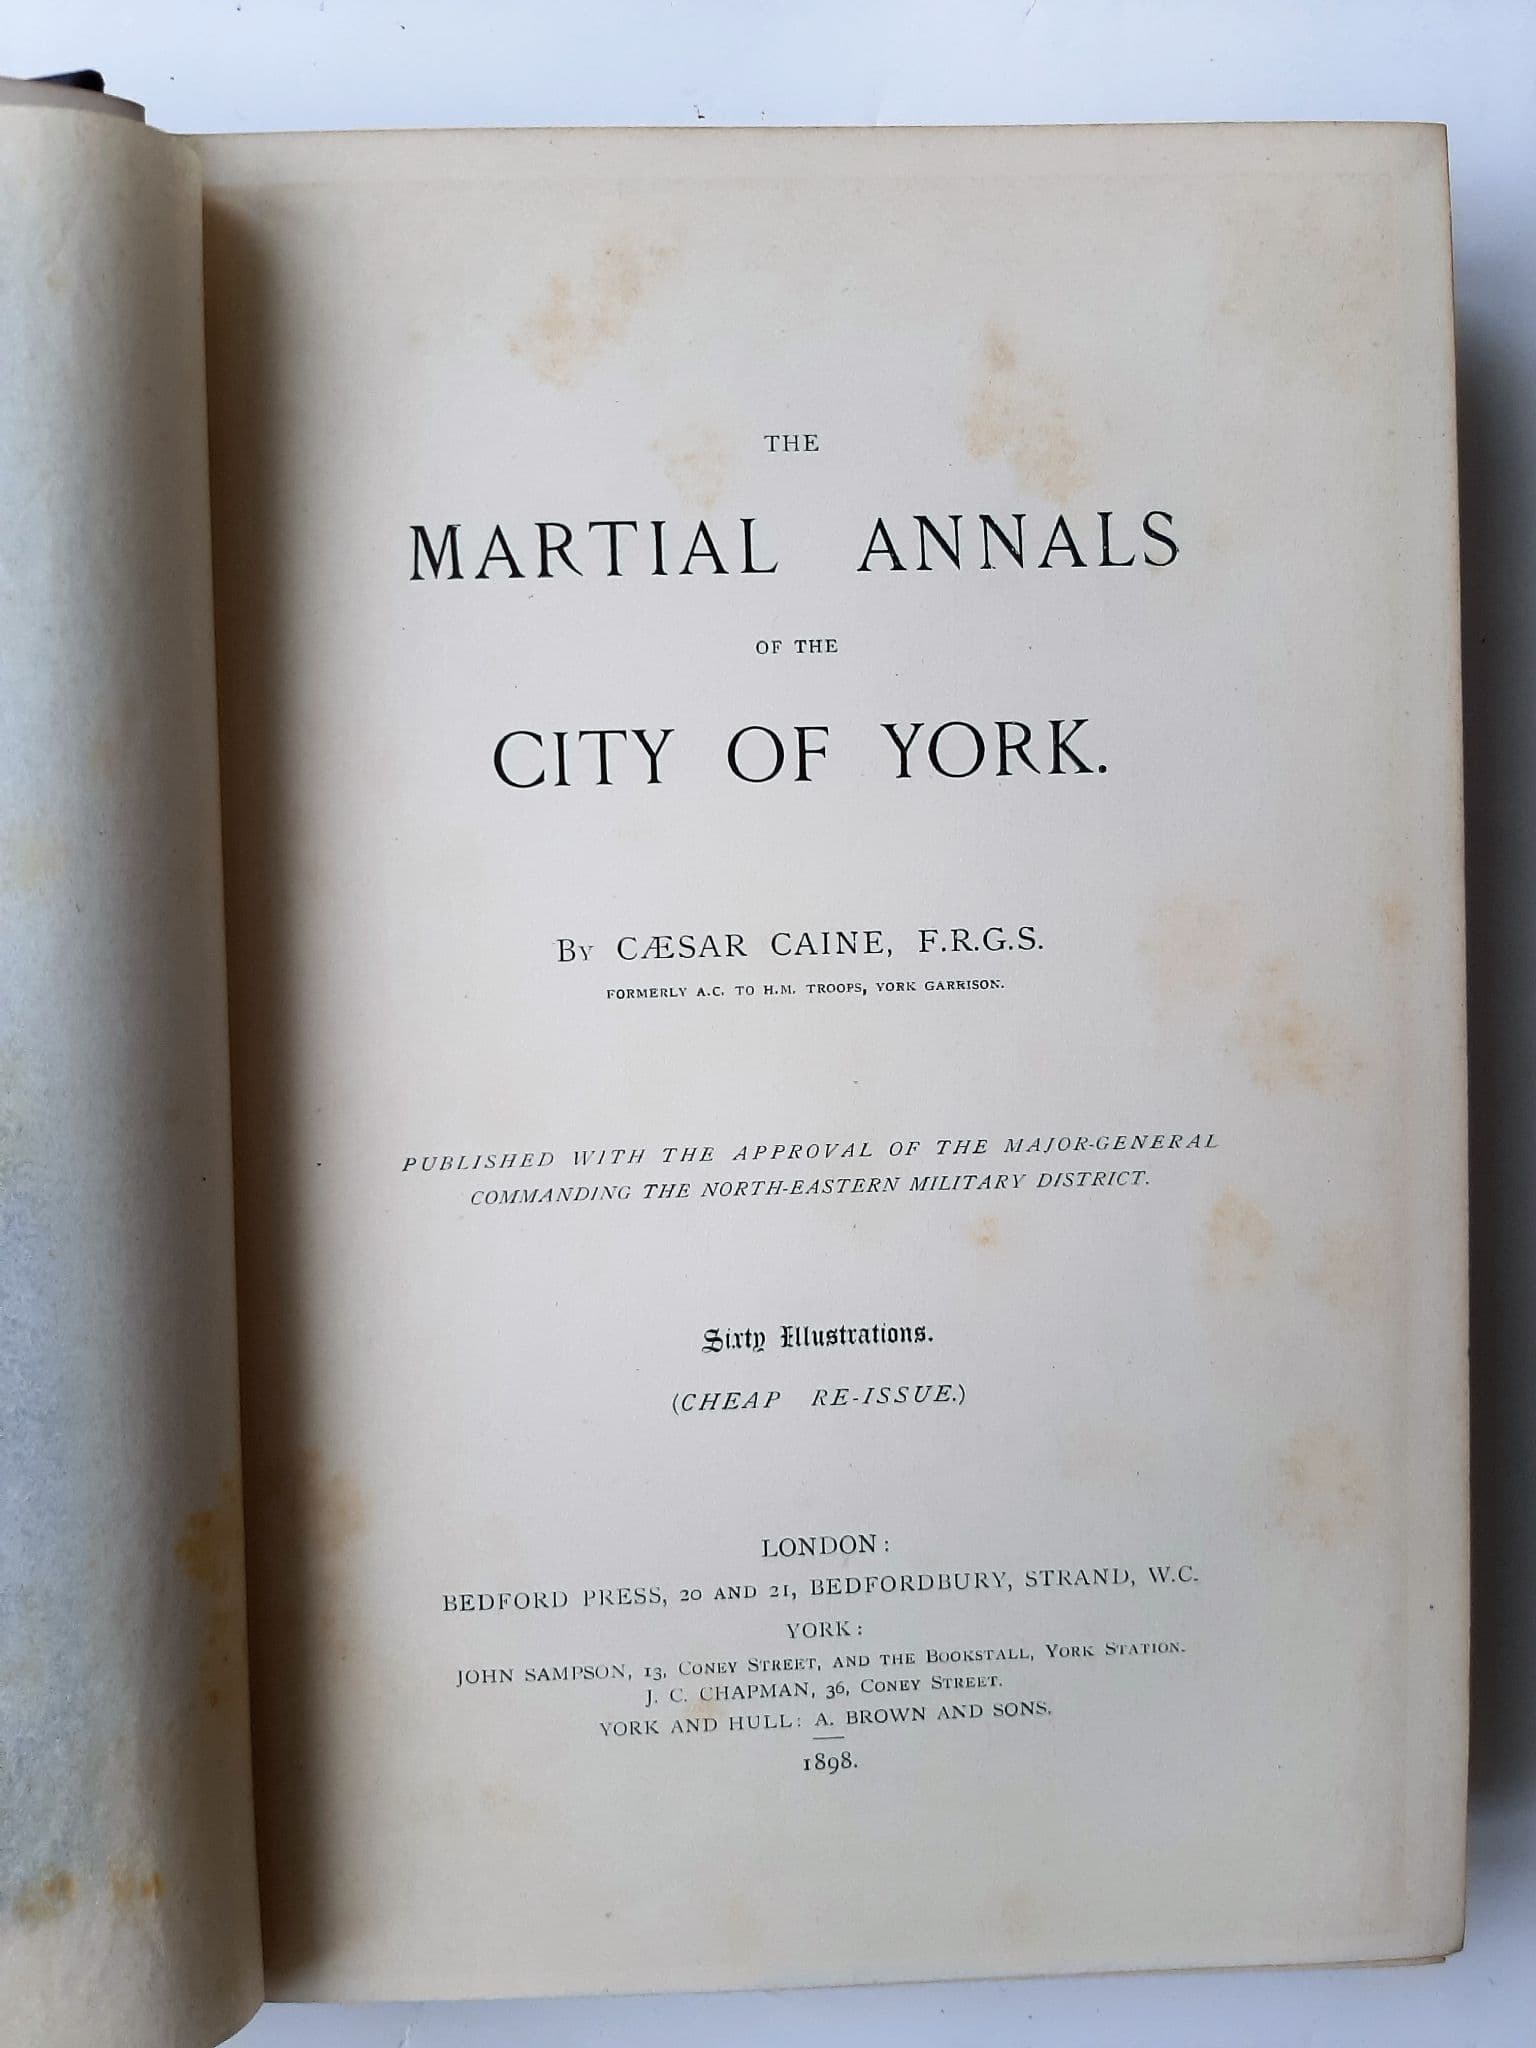 THE
MARTIAL ANNALS
OF THE
CITY OF YORK.
BY CÆSAR CAINE, F.R.G.S.
FORMERLY A.C. TO H.M. TROOPS, YORK GARRISON.
PUBLISHED WITH THE APPROVAL OF THE MAJOR-GENERAL
COMMANDING THE NORTH-EASTERN MILITARY DISTRICT.
Sixty Illustrations.
(CHEAP RE-ISSUE.)
LONDON:
BEDFORD PRESS, 20 AND 21, BEDFORDBURY, STRAND, W.C.
YORK:
JOHN SAMPSON, 13, CONEY STREET, AND THE BOOKSTALL, YORK STATION.
J. C. CHAPMAN, 36, CONEY STREET.
YORK AND HULL: A. BROWN AND SONS.
1898.